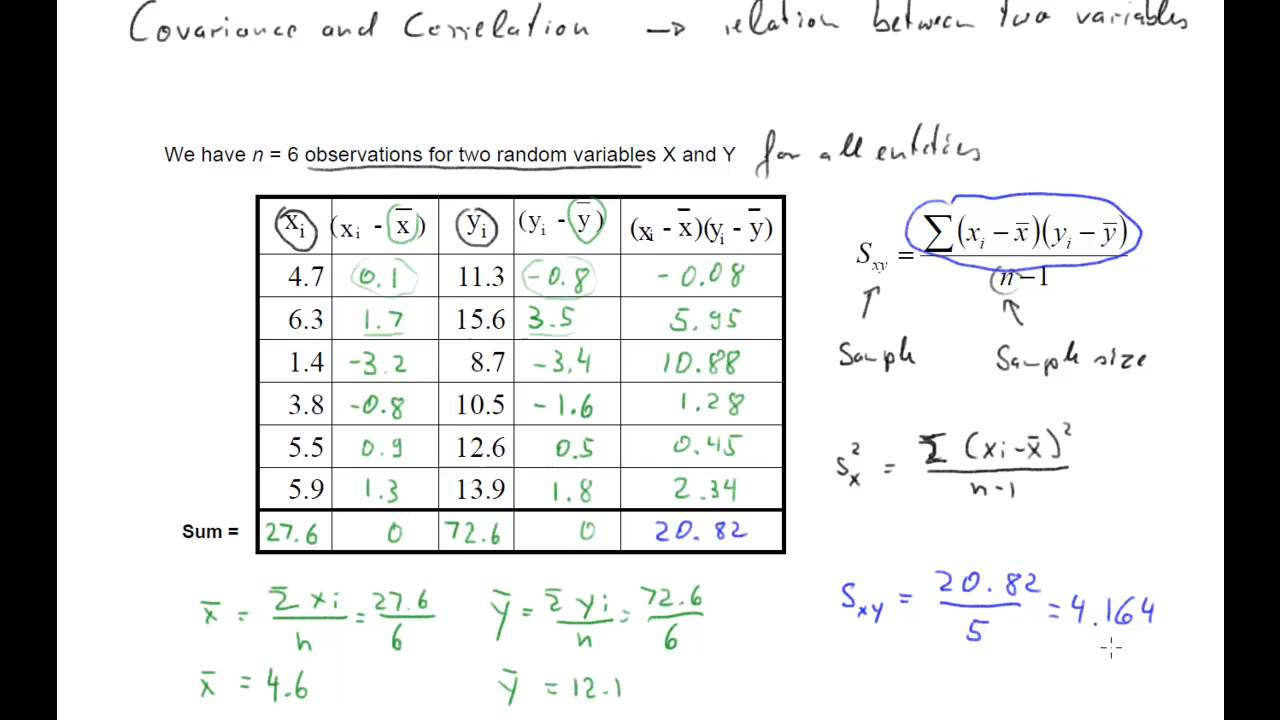 Covariance and Correlation → relation between two variables
We have n = 6 observations for two random variables X and Y for all entities
xᵢ (xᵢ - x̄) yᵢ (yᵢ - ȳ) (xᵢ - x̄)(yᵢ - ȳ)
4.7 0.1 11.3 -0.8 -0.08
6.3 1.7 15.6 3.5 5.95
1.4 -3.2 8.7 -3.4 10.88
3.8 -0.8 10.5 -1.6 1.28
5.5 0.9 12.6 0.5 0.45
5.9 1.3 13.9 1.8 2.34
Sum = 27.6 0 72.6 0 20.82
x̄ = Σxi/n = 27.6/6
x̄ = 4.6
ȳ = Σyi/n = 72.6/6
ȳ = 12.1
Sxy = ∑(xᵢ − x̄)(yᵢ − ȳ)/n−1
↑ Sample
↑ Sample size
Sx² = Σ(xi-x̄)²/n-1
Sxy = 20.82/5 = 4.164